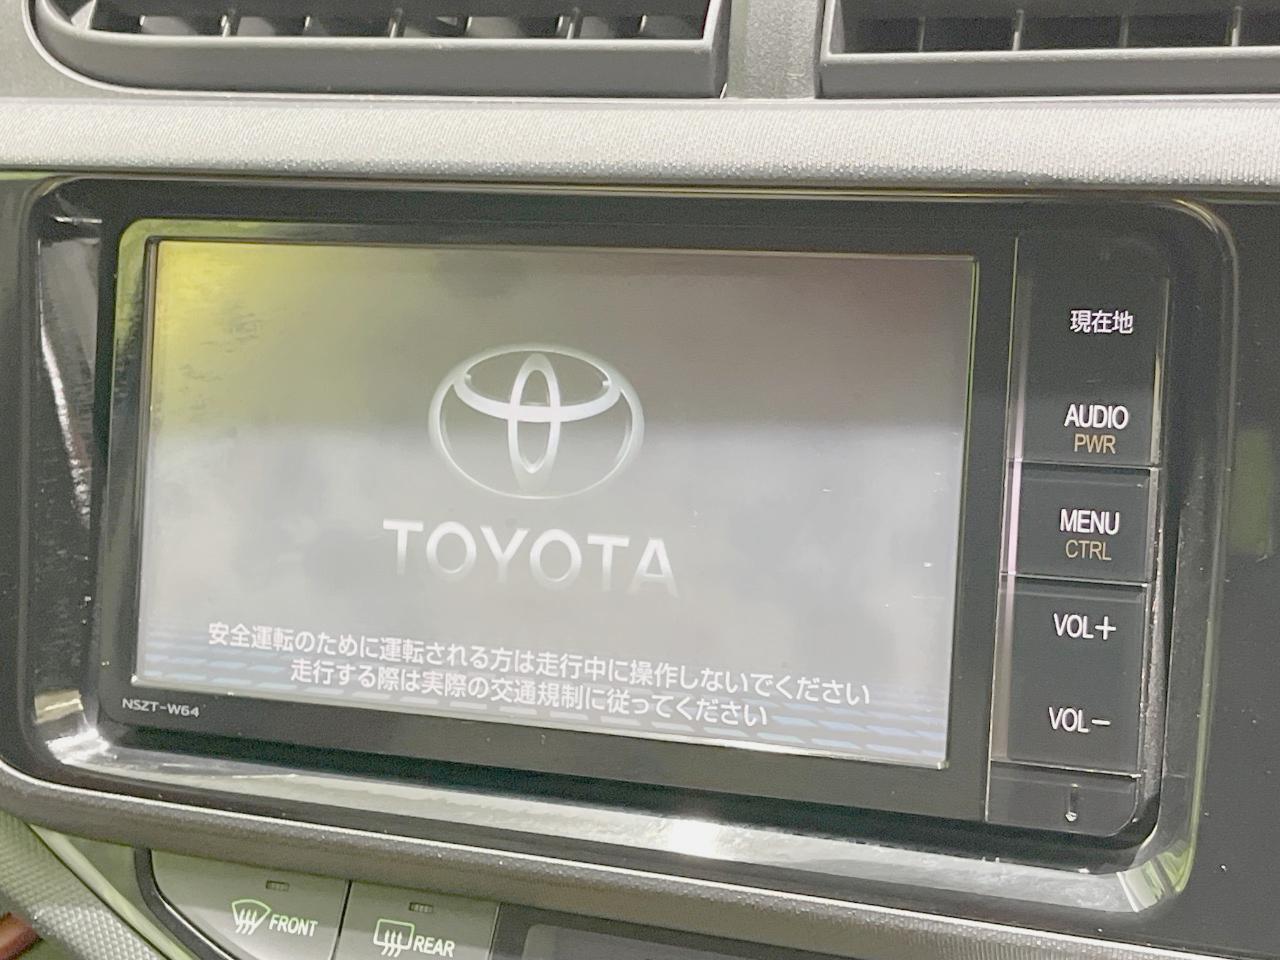 現在地
AUDIO
PWR
MENU
CTRL
VOL+
VOL-
TOYOTA
安全運転のために運転される方は走行中に操作しないでください
走行する際は実際の交通規制に従ってください
NSZT-W64
FRONT
REAR